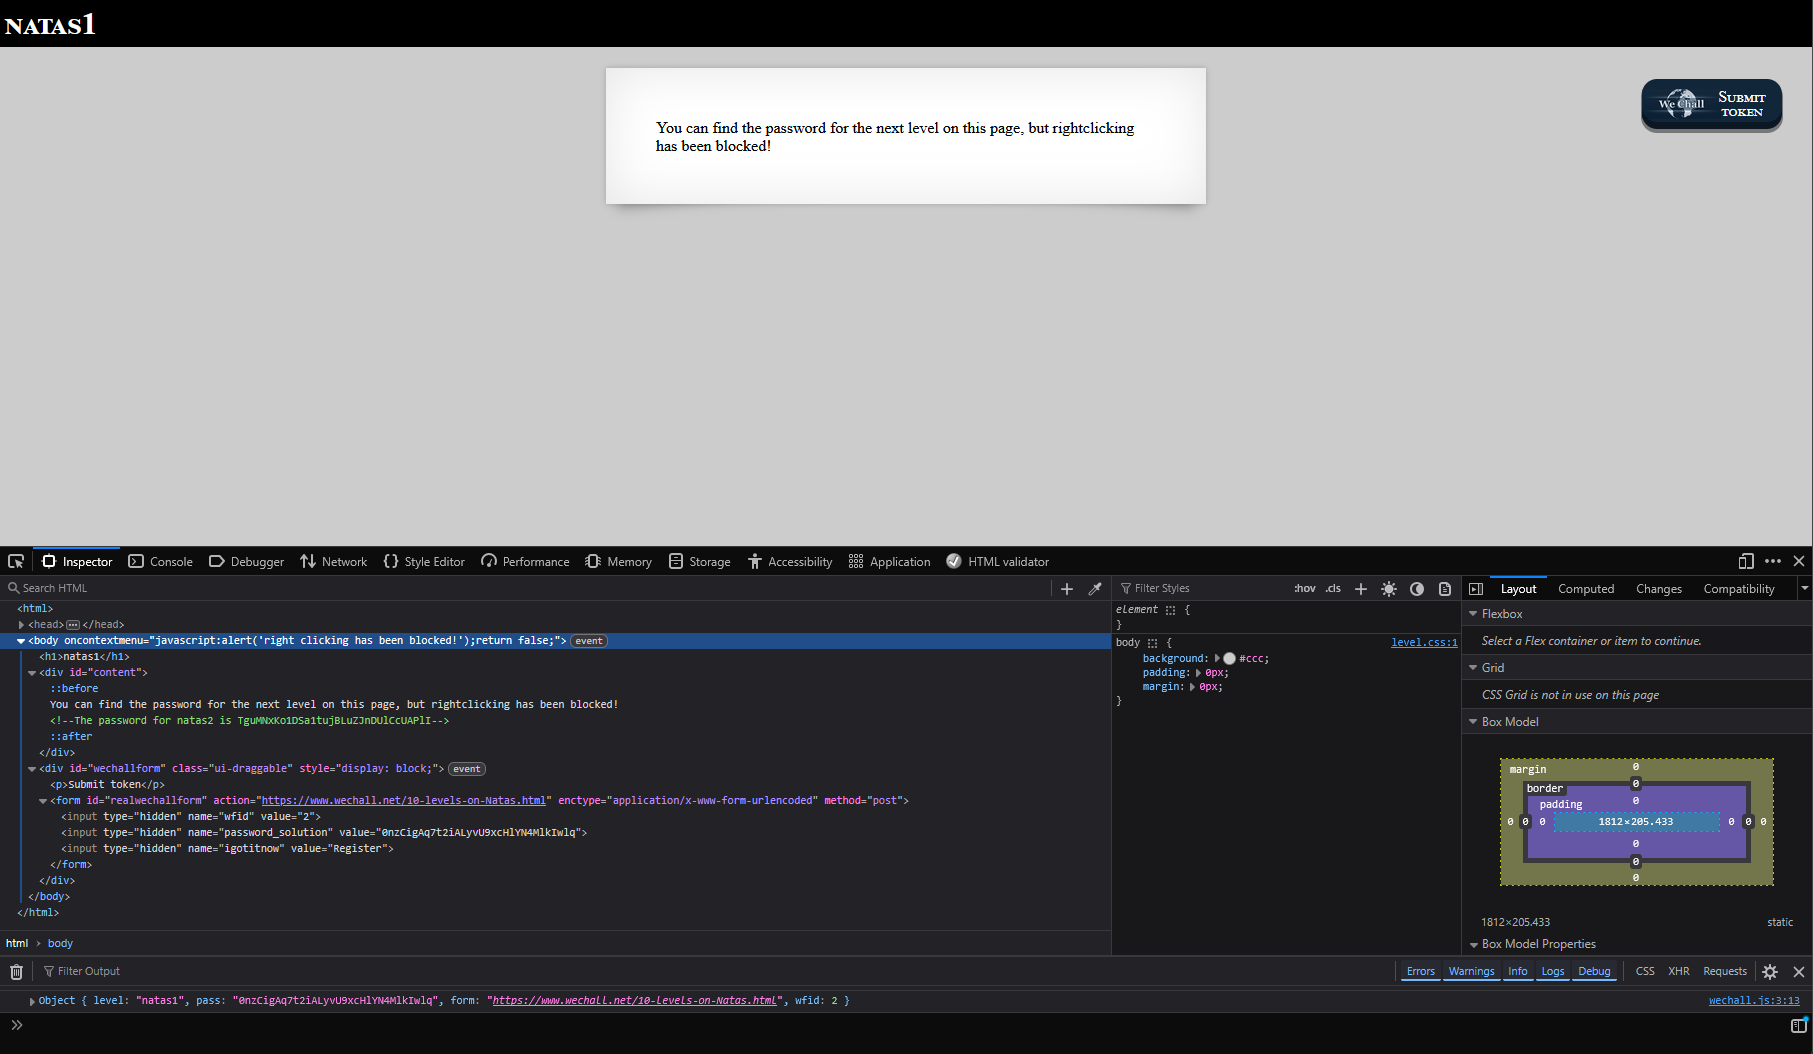 NATAS1
You can find the password for the next level on this page, but rightclicking
has been blocked!
We Chall
SUBMIT
TOKEN
Inspector Console Debugger Network Style Editor Performance Memory Storage Accessibility Application HTML validator
Search HTML
<html>
<head></head>
<body oncontextmenu="javascript:alert('right clicking has been blocked!');return false;"> event
<h1>natas1</h1>
<div id="content">
::before
You can find the password for the next level on this page, but rightclicking has been blocked!
<!--The password for natas2 is TguMNxKo1DSa1tujBLuZJnDUlCcUAPlI-->
::after
</div>
<div id="wechallform" class="ui-draggable" style="display: block;"> event
<p>Submit token</p>
<form id="realwechallform" action="https://www.wechall.net/10-levels-on-Natas.html" enctype="application/x-www-form-urlencoded" method="post">
<input type="hidden" name="wfid" value="2">
<input type="hidden" name="password_solution" value="0nzCigAq7t2iALyvU9xcHlYN4MlkIwlq">
<input type="hidden" name="igotitnow" value="Register">
</form>
</div>
</body>
</html>
html › body
Filter Styles :hov .cls
element {
}
body { level.css:1
background: #ccc;
padding: 0px;
margin: 0px;
}
Layout Computed Changes Compatibility
Flexbox
Select a Flex container or item to continue.
Grid
CSS Grid is not in use on this page
Box Model
margin 0
border 0
padding 0
0 0 0 1812×205.433 0 0 0
0
0
0
1812×205.433 static
Box Model Properties
Filter Output Errors Warnings Info Logs Debug CSS XHR Requests
Object { level: "natas1", pass: "0nzCigAq7t2iALyvU9xcHlYN4MlkIwlq", form: "https://www.wechall.net/10-levels-on-Natas.html", wfid: 2 } wechall.js:3:13